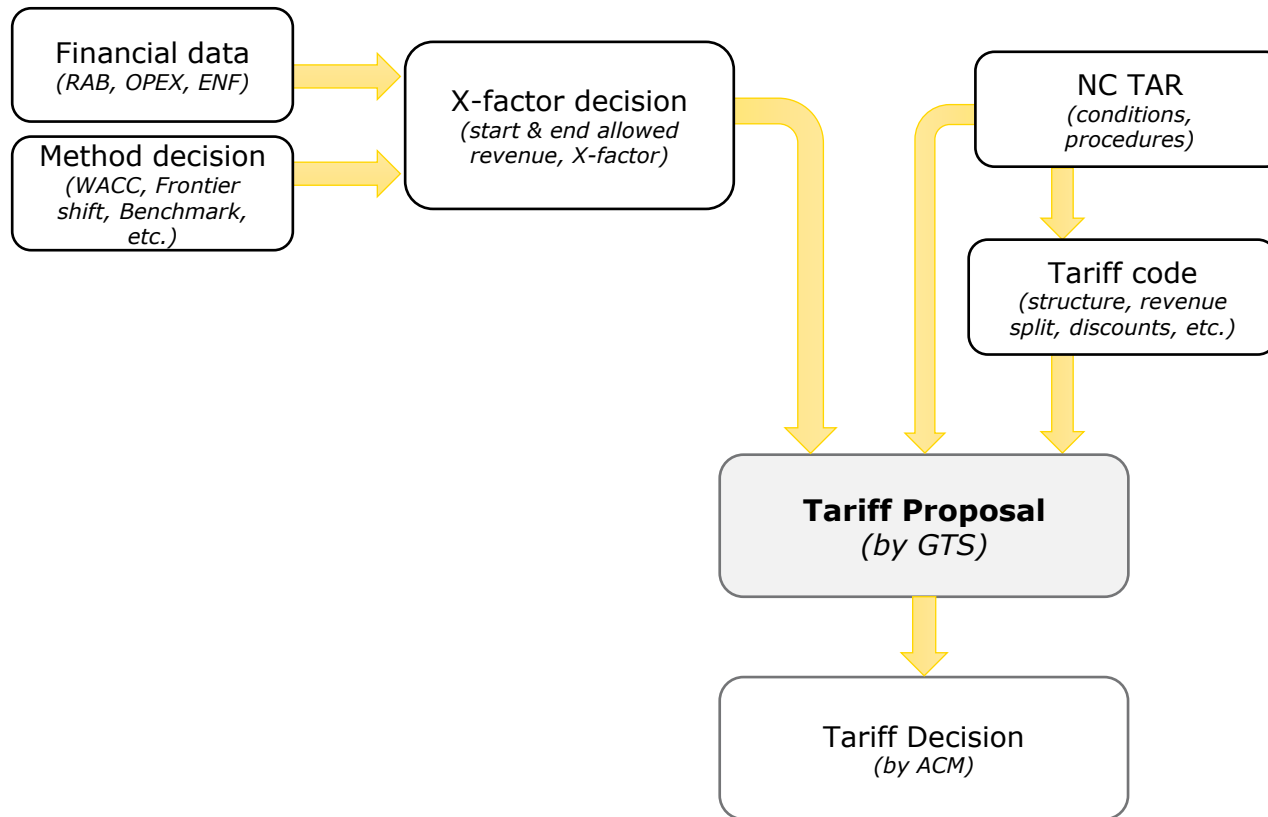 Financial data
(RAB, OPEX, ENF)
Method decision
(WACC, Frontier
shift, Benchmark,
etc.)
X-factor decision
(start & end allowed
revenue, X-factor)
NC TAR
(conditions,
procedures)
Tariff code
(structure, revenue
split, discounts, etc.)
Tariff Proposal
(by GTS)
Tariff Decision
(by ACM)